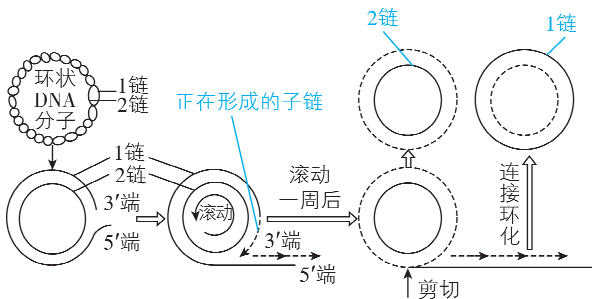 2链
1链
环状
DNA
分子
1链
2链
正在形成的子链
1链
2链
3′端
5′端
滚动
3′端
5′端
滚动
一周后
连接环化
剪切